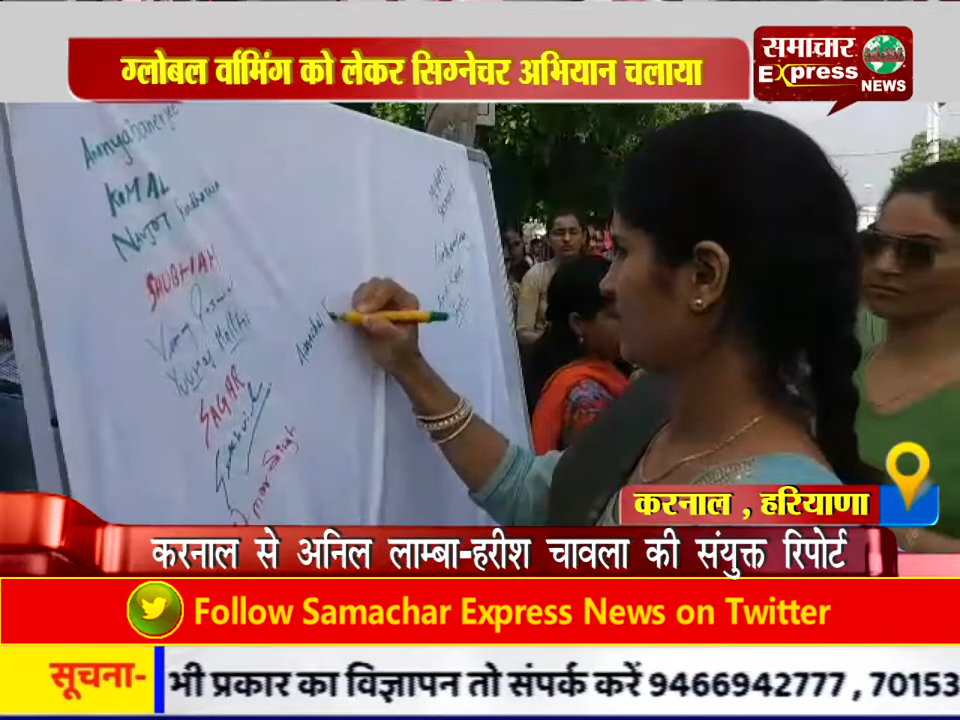 ग्लोबल वार्मिंग को लेकर सिग्नेचर अभियान चलाया
समाचार
Express
NEWS
KOMAL
Navjot
SHUBHAM
SAGAR
करनाल , हरियाणा
करनाल से अनिल लाम्बा-हरीश चावला की संयुक्त रिपोर्ट
Follow Samachar Express News on Twitter
सूचना- भी प्रकार का विज्ञापन तो संपर्क करें 9466942777 , 70153